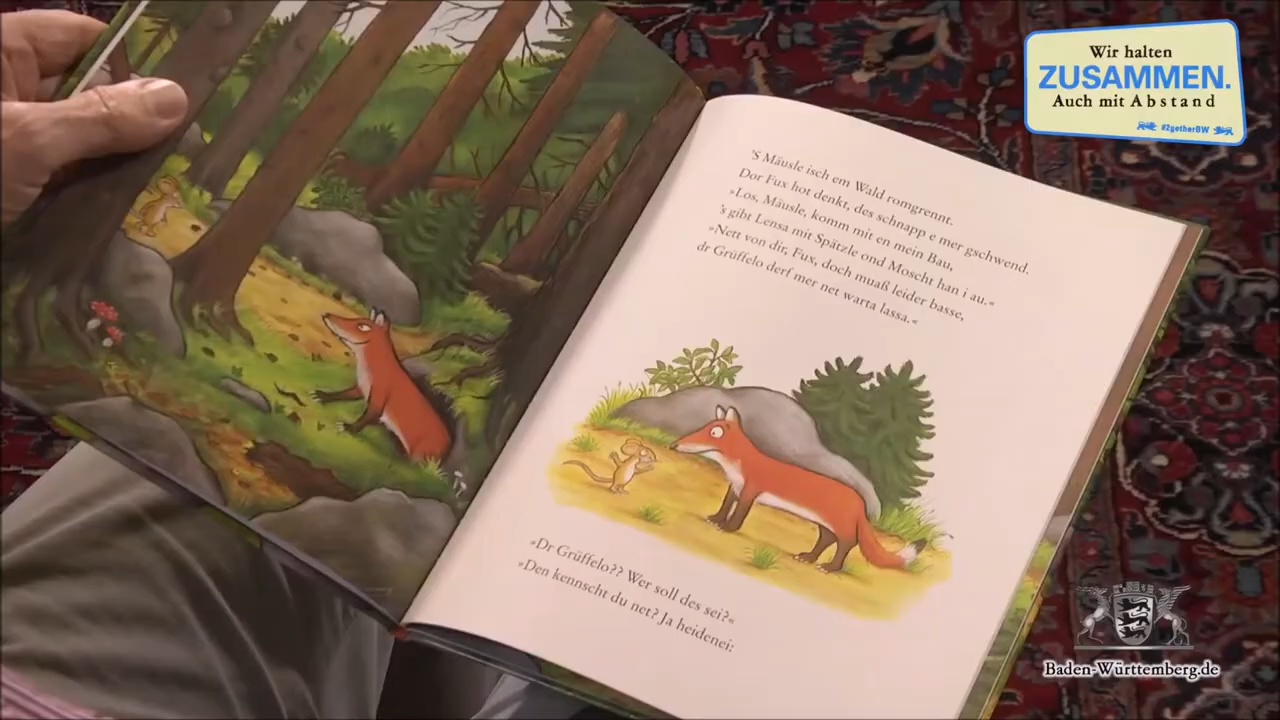 Wir halten
ZUSAMMEN.
Auch mit Abstand
#2getherBW
'S Mäusle isch em Wald romgrennt.
Dor Fux hot denkt, des schnapp e mer gschwend.
»Los, Mäusle, komm mit en mein Bau,
's gibt Lensa mit Spätzle ond Moscht han i au.«
»Nett von dir, Fux, doch muaß leider basse,
dr Grüffelo derf mer net warta lassa.«
»Dr Grüffelo?? Wer soll des sei?«
»Den kennscht du net? Ja heidenei:
Baden-Württemberg.de